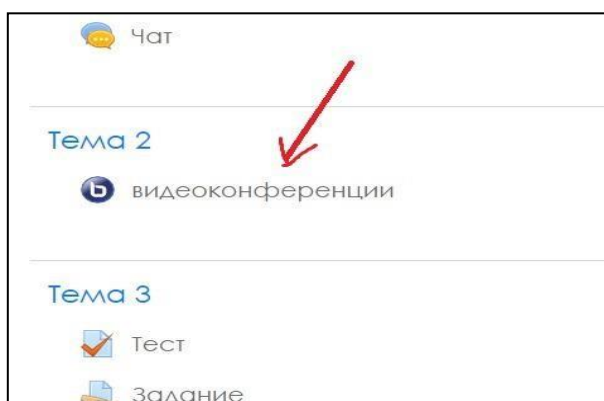 Чат
Тема 2
b видеоконференции
Тема 3
Тест
Задание